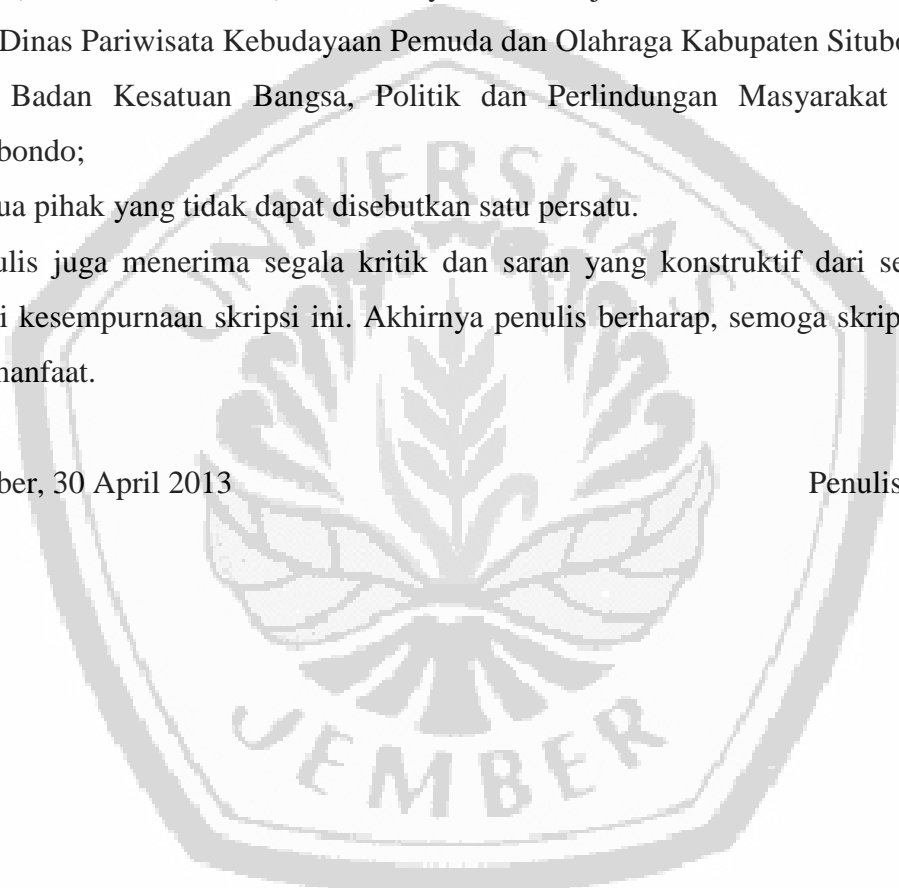 Dinas Pariwisata Kebudayaan Pemuda dan Olahraga Kabupaten Situbo
Badan Kesatuan Bangsa, Politik dan Perlindungan Masyarakat
bondo;
ua pihak yang tidak dapat disebutkan satu persatu.
ulis juga menerima segala kritik dan saran yang konstruktif dari se
i kesempurnaan skripsi ini. Akhirnya penulis berharap, semoga skrip
manfaat.
ber, 30 April 2013 Penulis
UNIVERSITAS
JEMBER